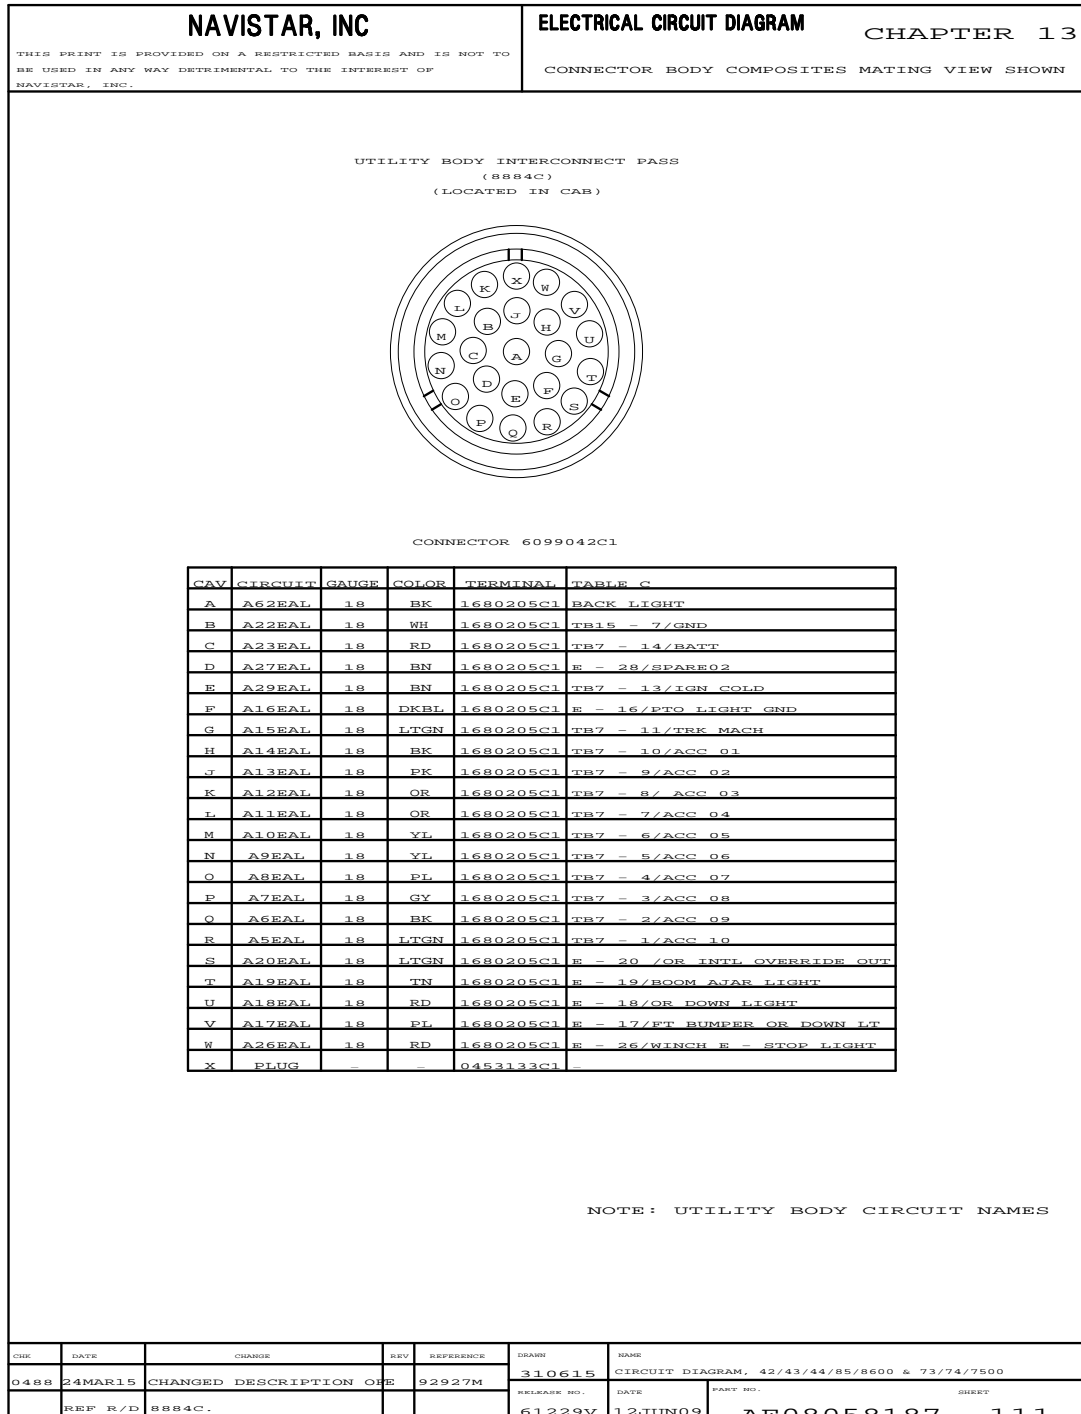 NAVISTAR, INC
THIS PRINT IS PROVIDED ON A RESTRICTED BASIS AND IS NOT TO
BE USED IN ANY WAY DETRIMENTAL TO THE INTEREST OF
NAVISTAR, INC.
ELECTRICAL CIRCUIT DIAGRAM
CHAPTER 13
CONNECTOR BODY COMPOSITES MATING VIEW SHOWN
UTILITY BODY INTERCONNECT PASS
(8884C)
(LOCATED IN CAB)
X
K W
L J V
B H
M U
C A G
N T
D F
O E S
P R
Q
CONNECTOR 6099042C1
CAV CIRCUIT GAUGE COLOR TERMINAL TABLE C
A A62EAL 18 BK 1680205C1 BACK LIGHT
B A22EAL 18 WH 1680205C1 TB15 - 7/GND
C A23EAL 18 RD 1680205C1 TB7 - 14/BATT
D A27EAL 18 BN 1680205C1 E - 28/SPARE02
E A29EAL 18 BN 1680205C1 TB7 - 13/IGN COLD
F A16EAL 18 DKBL 1680205C1 E - 16/PTO LIGHT GND
G A15EAL 18 LTGN 1680205C1 TB7 - 11/TRK MACH
H A14EAL 18 BK 1680205C1 TB7 - 10/ACC 01
J A13EAL 18 PK 1680205C1 TB7 - 9/ACC 02
K A12EAL 18 OR 1680205C1 TB7 - 8/ ACC 03
L A11EAL 18 OR 1680205C1 TB7 - 7/ACC 04
M A10EAL 18 YL 1680205C1 TB7 - 6/ACC 05
N A9EAL 18 YL 1680205C1 TB7 - 5/ACC 06
O A8EAL 18 PL 1680205C1 TB7 - 4/ACC 07
P A7EAL 18 GY 1680205C1 TB7 - 3/ACC 08
Q A6EAL 18 BK 1680205C1 TB7 - 2/ACC 09
R A5EAL 18 LTGN 1680205C1 TB7 - 1/ACC 10
S A20EAL 18 LTGN 1680205C1 E - 20 /OR INTL OVERRIDE OUT
T A19EAL 18 TN 1680205C1 E - 19/BOOM AJAR LIGHT
U A18EAL 18 RD 1680205C1 E - 18/OR DOWN LIGHT
V A17EAL 18 PL 1680205C1 E - 17/FT BUMPER OR DOWN LT
W A26EAL 18 RD 1680205C1 E - 26/WINCH E - STOP LIGHT
X PLUG - - 0453133C1 -
NOTE: UTILITY BODY CIRCUIT NAMES
CHK DATE CHANGE REV REFERENCE
0488 24MAR15 CHANGED DESCRIPTION OF E 92927M
REF R/D 8884C.
DRAWN
310615
NAME
CIRCUIT DIAGRAM, 42/43/44/85/8600 & 73/74/7500
RELEASE NO.
61229V
DATE
12JUN09
PART NO. SHEET
AE08058187 111